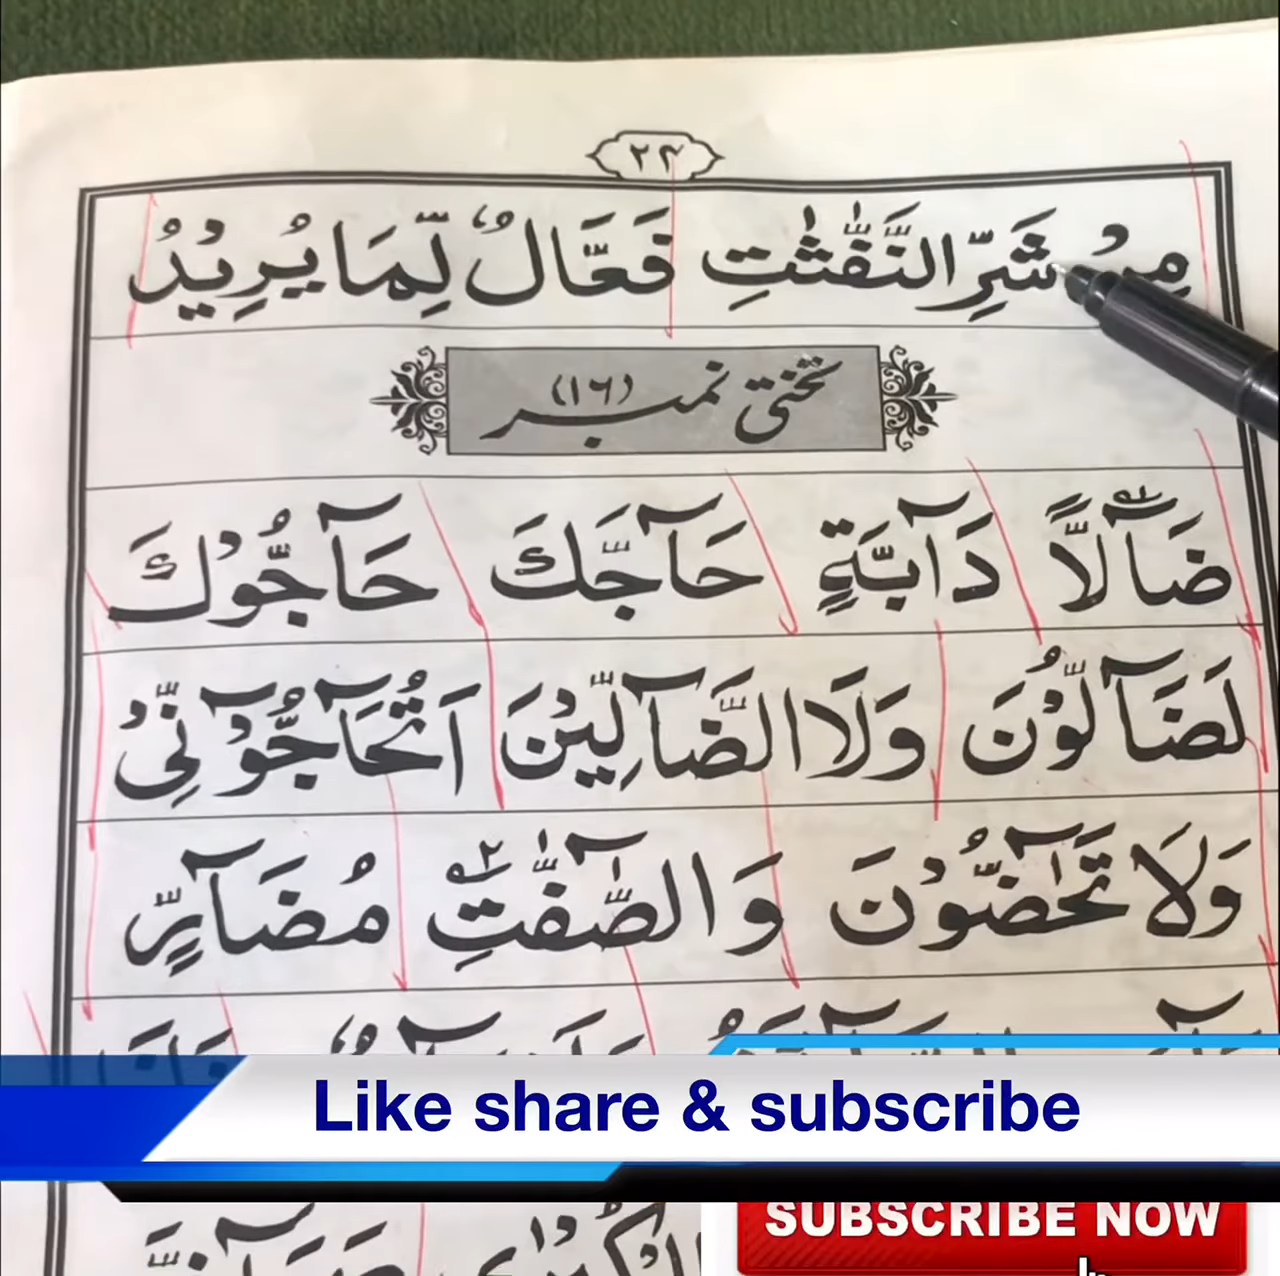 ٢٤
مِنْ شَرِّ النَّفّٰثٰتِ فَعَّالٌ لِّمَا يُرِيْدُ
تختی نمبر (١٦)
ضَآلًّا دَآبَّةٍ حَآجَّكَ حَآجُّوْكَ
لَضَآلُّوْنَ وَلَا الضَّآلِّيْنَ اَتُحَآجُّوْٓنِّیْ
وَلَا تَحٰٓضُّوْنَ وَالصّٰٓفّٰتِ مُضَآرٍّ
Like share & subscribe
SUBSCRIBE NOW